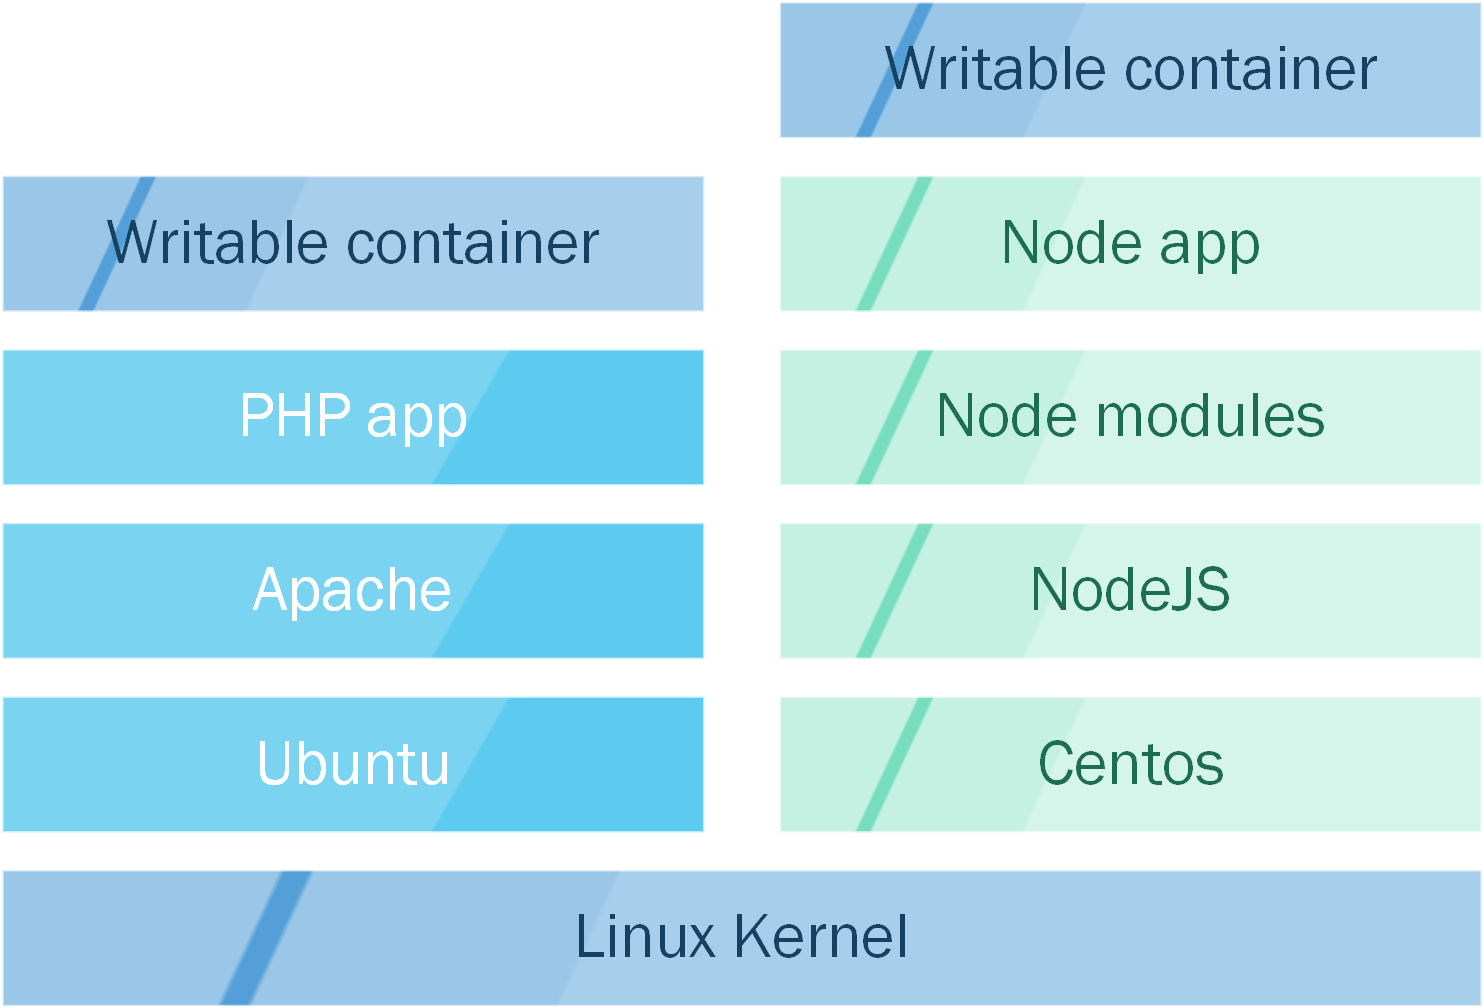 Writable container
Writable container
Node app
PHP app
Node modules
Apache
NodeJS
Ubuntu
Centos
Linux Kernel